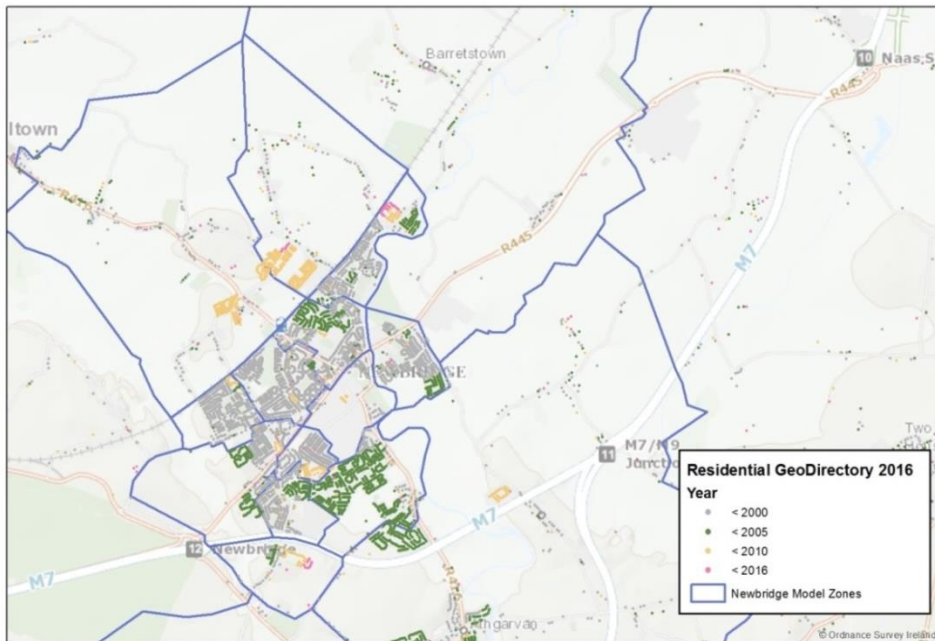 Barretstown
10
Naas,S
R445
ltown
R445
M7
NEWBRIDGE
Two
11
M7/M9
Junction
M7
12
Newbridge
M7
Residential GeoDirectory 2016
Year
< 2000
< 2005
< 2010
< 2016
Newbridge Model Zones
© Ordnance Survey Ireland